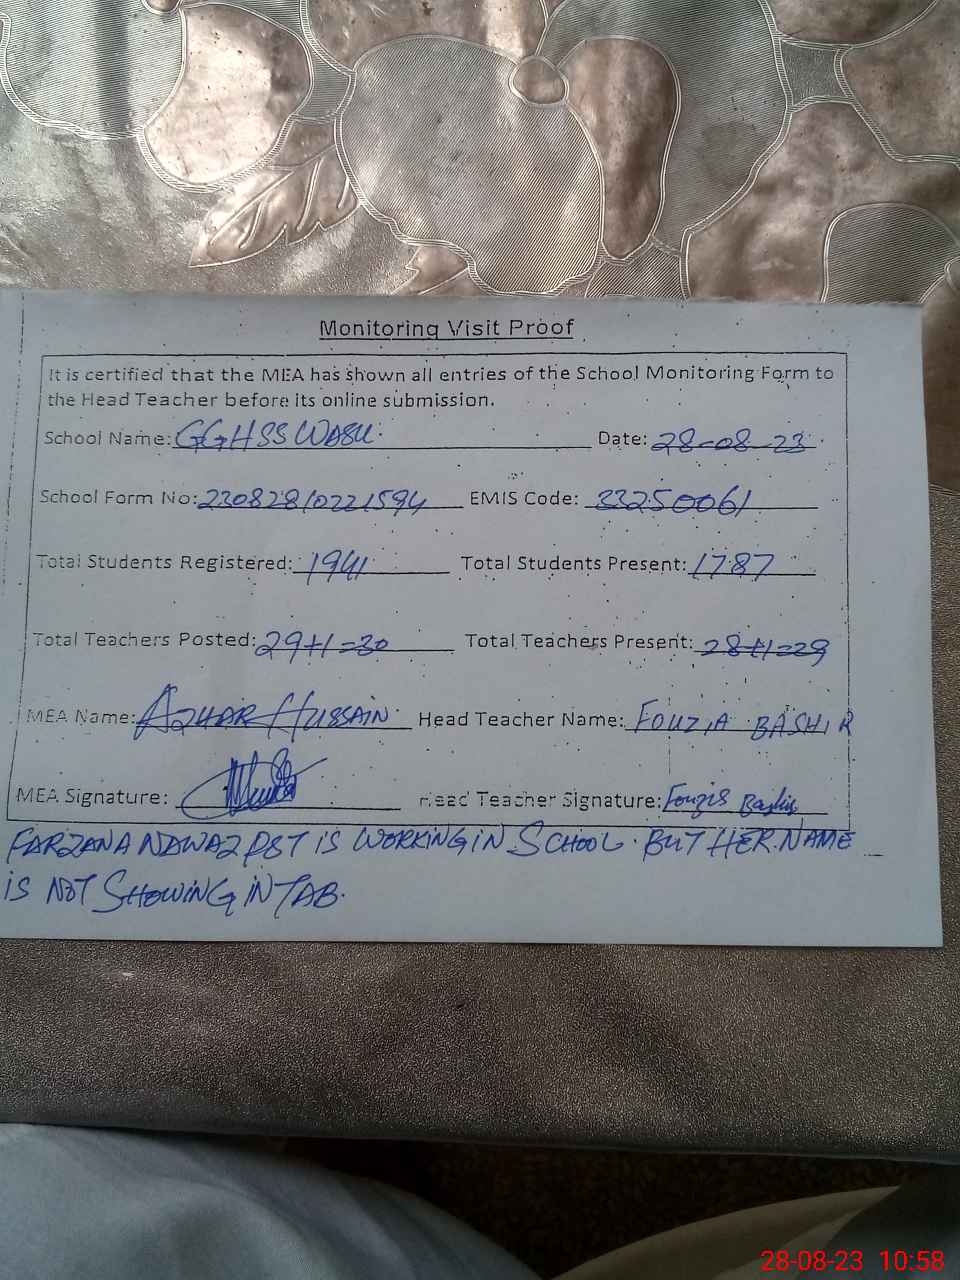 Monitoring Visit Proof
It is certified that the MEA has shown all entries of the School Monitoring Form to
the Head Teacher before its online submission.
School Name: GGHSS WASU. Date: 28-08-23.
School Form No: 23082810221594 EMIS Code: 33250061
Total Students Registered: 1941 Total Students Present: 1787
Total Teachers Posted: 29+1=30 Total Teachers Present: 28+1=29
MEA Name: AZHAR HUSSAIN Head Teacher Name: FOUZIA BASHIR
MEA Signature: Head Teacher Signature: Fouzia Bashir
FARZANA NAWAZ PST IS WORKING IN SCHOOL. BUT HER NAME
iS NOT SHOWING IN TAB.
28-08-23 10:58